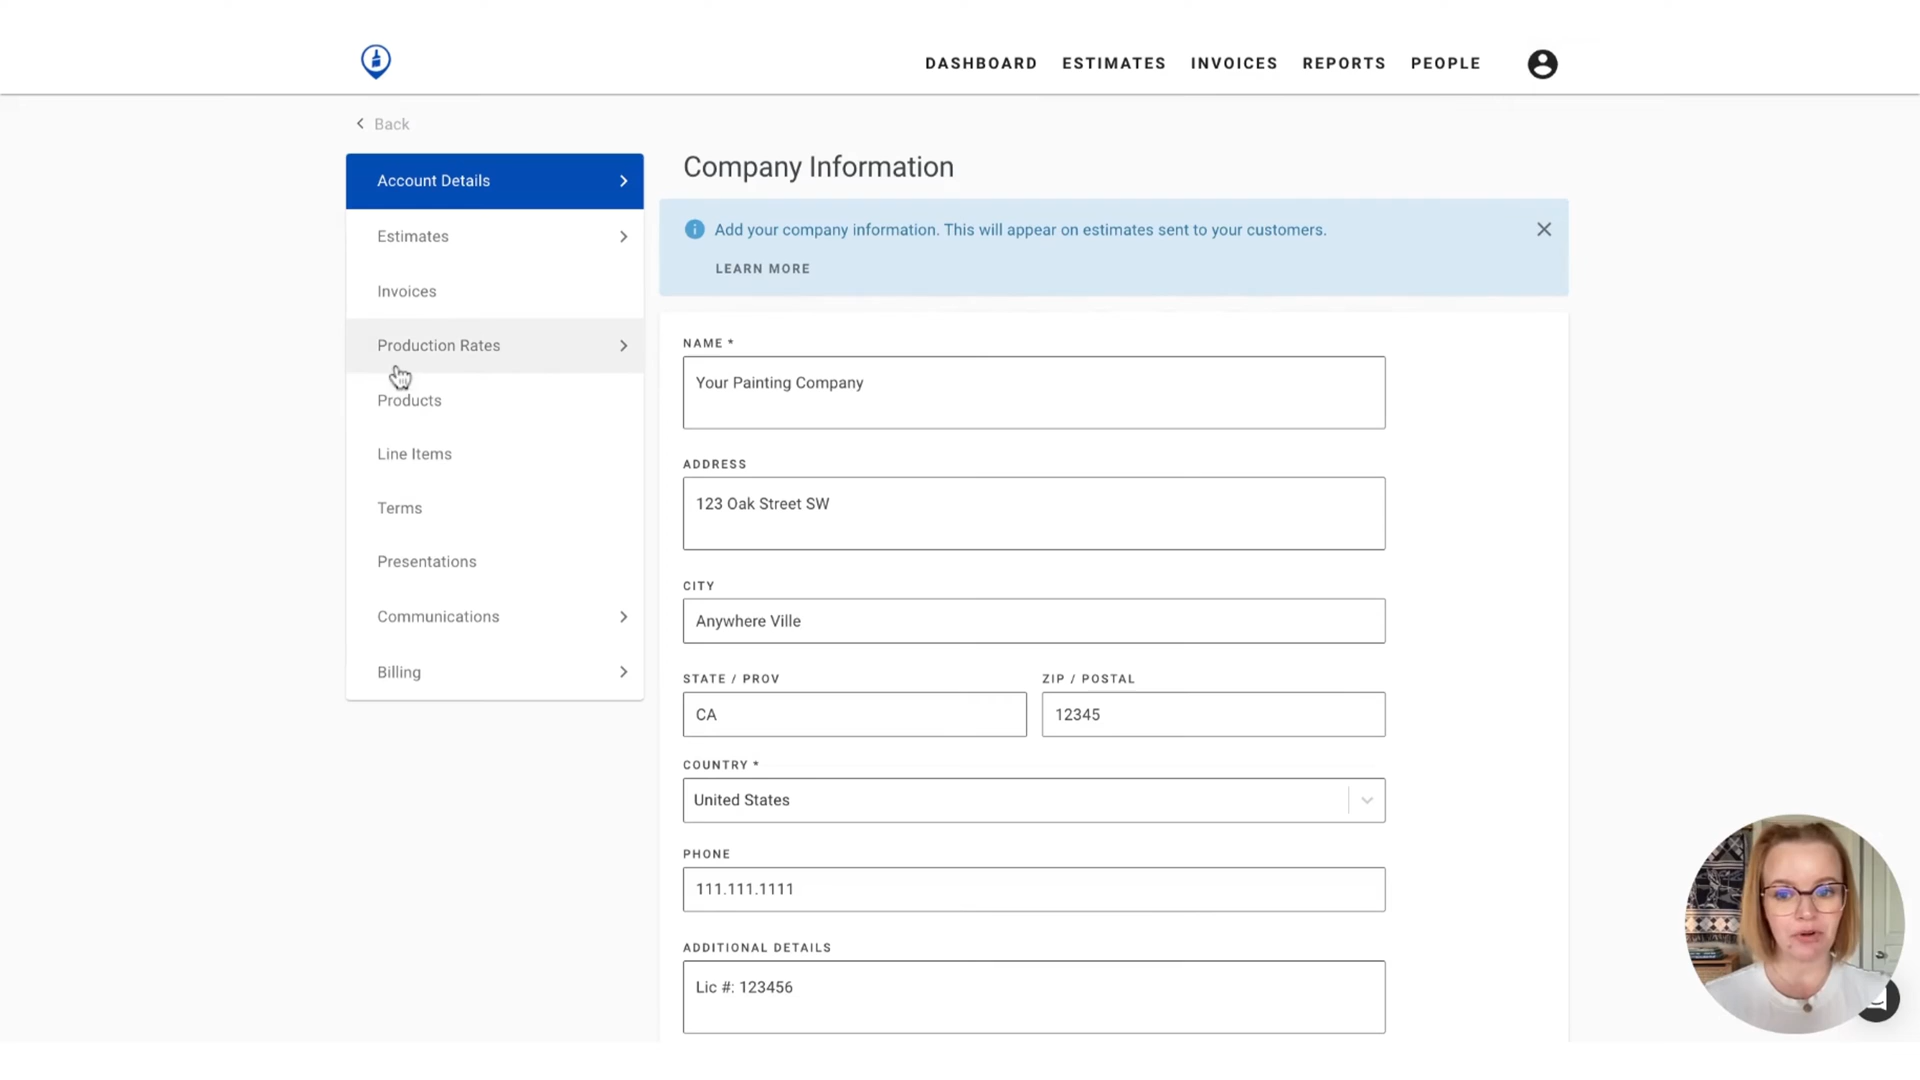 DASHBOARD ESTIMATES INVOICES REPORTS PEOPLE
Back
Account Details
Estimates
Invoices
Production Rates
Products
Line Items
Terms
Presentations
Communications
Billing
Company Information
Add your company information. This will appear on estimates sent to your customers.
LEARN MORE
NAME *
Your Painting Company
ADDRESS
123 Oak Street SW
CITY
Anywhere Ville
STATE / PROV ZIP / POSTAL
CA 12345
COUNTRY *
United States
PHONE
111.111.1111
ADDITIONAL DETAILS
Lic #: 123456